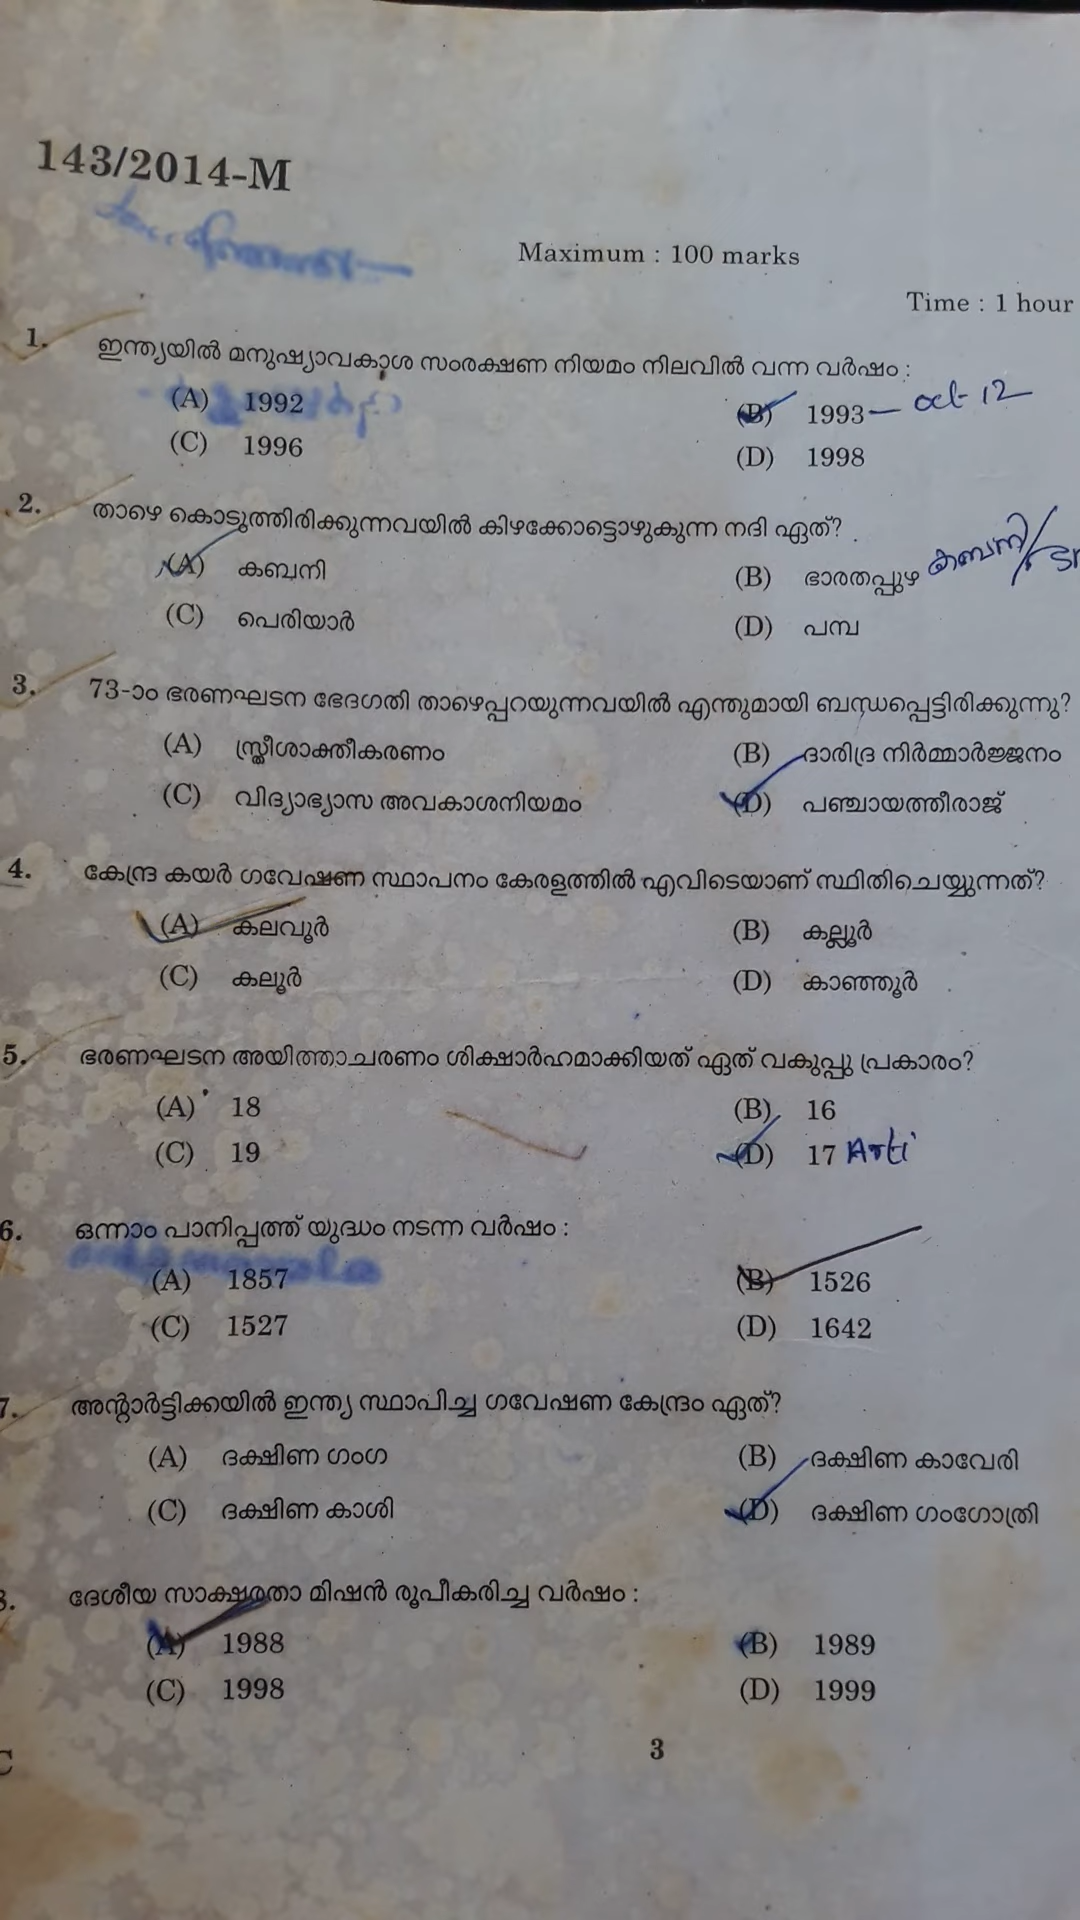 143/2014-M
Maximum : 100 marks
Time : 1 hour
1. ഇന്ത്യയിൽ മനുഷ്യാവകാശ സംരക്ഷണ നിയമം നിലവിൽ വന്ന വർഷം :
(A) 1992 (B) 1993 — oct 12
(C) 1996 (D) 1998
2. താഴെ കൊടുത്തിരിക്കുന്നവയിൽ കിഴക്കോട്ടൊഴുകുന്ന നദി ഏത്?
(A) കബനി (B) ഭാരതപ്പുഴ കബനി/
(C) പെരിയാർ (D) പമ്പ
3. 73-ാം ഭരണഘടന ഭേദഗതി താഴെപ്പറയുന്നവയിൽ എന്തുമായി ബന്ധപ്പെട്ടിരിക്കുന്നു?
(A) സ്ത്രീശാക്തീകരണം (B) ദാരിദ്ര നിർമ്മാർജ്ജനം
(C) വിദ്യാഭ്യാസ അവകാശനിയമം (D) പഞ്ചായത്തീരാജ്
4. കേന്ദ്ര കയർ ഗവേഷണ സ്ഥാപനം കേരളത്തിൽ എവിടെയാണ് സ്ഥിതിചെയ്യുന്നത്?
(A) കലവൂർ (B) കല്ലൂർ
(C) കലൂർ (D) കാഞ്ഞൂർ
5. ഭരണഘടന അയിത്താചരണം ശിക്ഷാർഹമാക്കിയത് ഏത് വകുപ്പു പ്രകാരം?
(A) 18 (B) 16
(C) 19 (D) 17 Arti
6. ഒന്നാം പാനിപ്പത്ത് യുദ്ധം നടന്ന വർഷം :
(A) 1857 (B) 1526
(C) 1527 (D) 1642
7. അന്റാർട്ടിക്കയിൽ ഇന്ത്യ സ്ഥാപിച്ച ഗവേഷണ കേന്ദ്രം ഏത്?
(A) ദക്ഷിണ ഗംഗ (B) ദക്ഷിണ കാവേരി
(C) ദക്ഷിണ കാശി (D) ദക്ഷിണ ഗംഗോത്രി
8. ദേശീയ സാക്ഷരതാ മിഷൻ രൂപീകരിച്ച വർഷം :
(A) 1988 (B) 1989
(C) 1998 (D) 1999
3